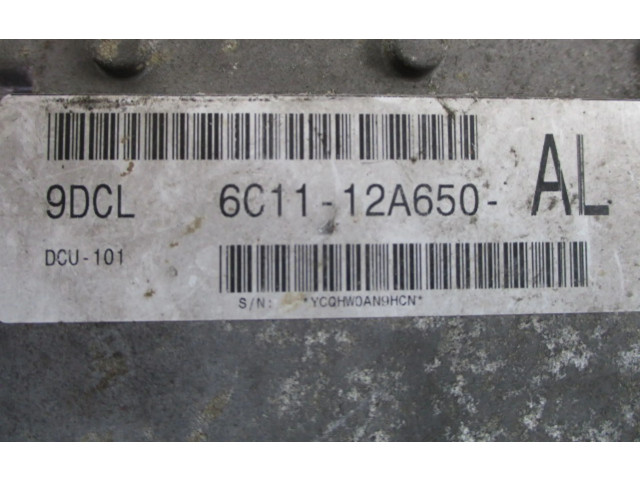 9DCL 6C11-12A650- AL
DCU-101
S/N: *YCQHW0AN9HCN*